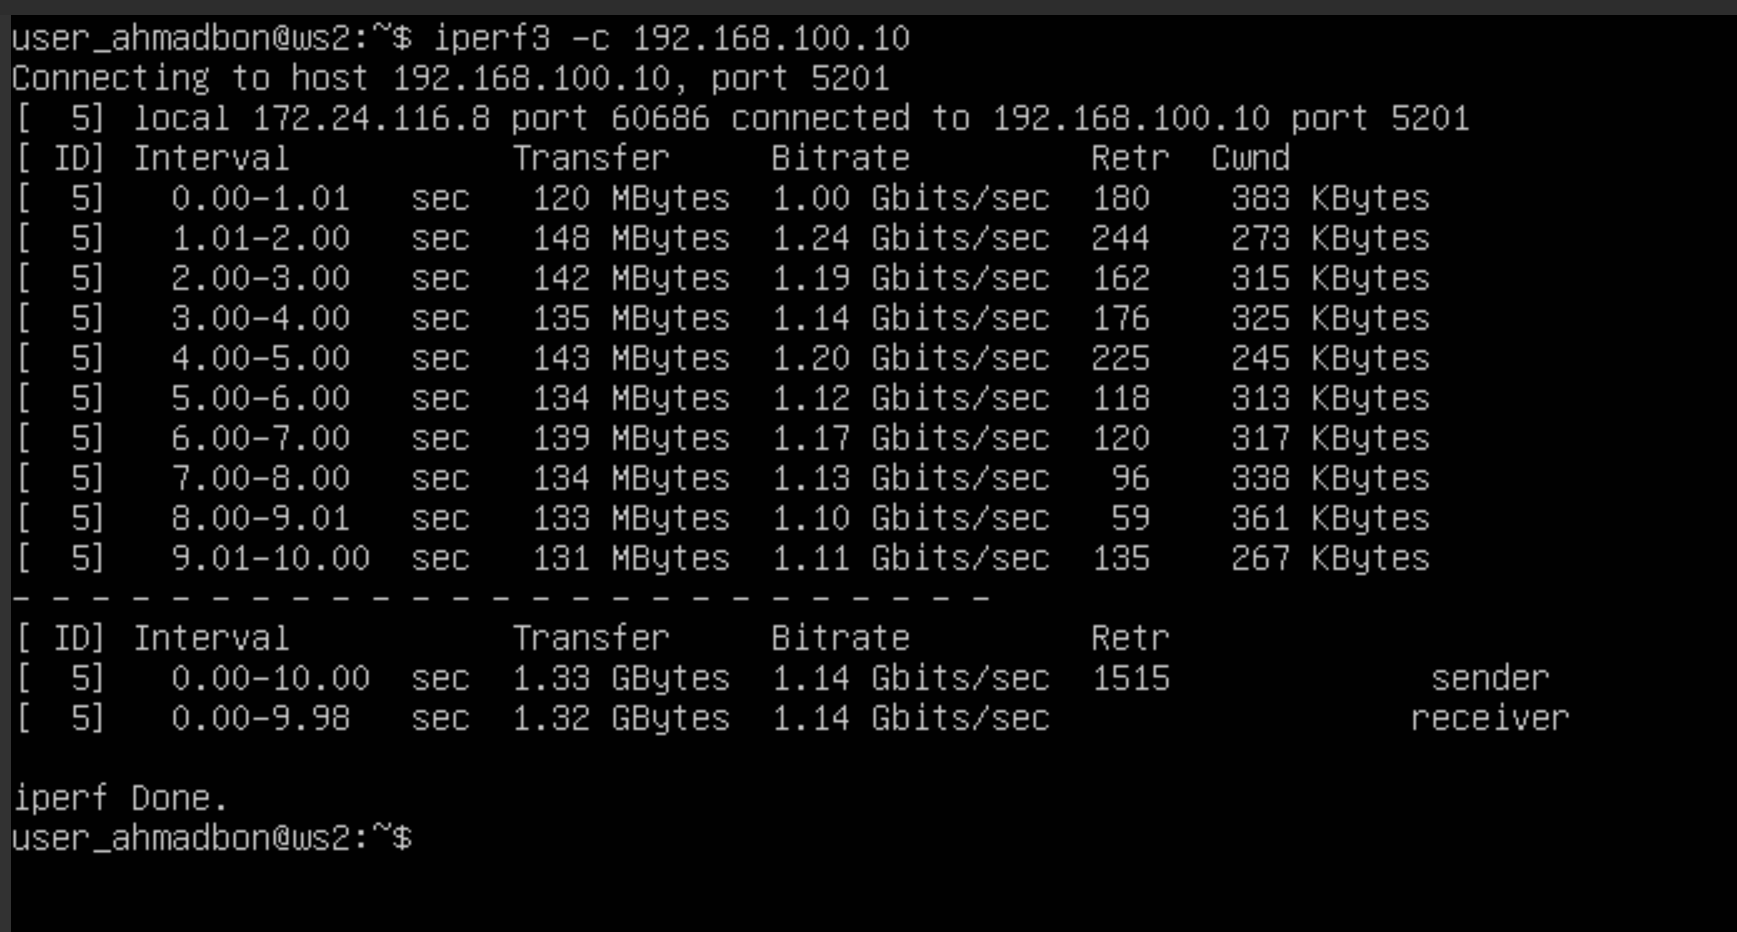 user_ahmadbon@ws2:~$ iperf3 -c 192.168.100.10
Connecting to host 192.168.100.10, port 5201
[  5] local 172.24.116.8 port 60686 connected to 192.168.100.10 port 5201
[ ID] Interval           Transfer     Bitrate         Retr  Cwnd
[  5]   0.00-1.01   sec   120 MBytes  1.00 Gbits/sec  180    383 KBytes
[  5]   1.01-2.00   sec   148 MBytes  1.24 Gbits/sec  244    273 KBytes
[  5]   2.00-3.00   sec   142 MBytes  1.19 Gbits/sec  162    315 KBytes
[  5]   3.00-4.00   sec   135 MBytes  1.14 Gbits/sec  176    325 KBytes
[  5]   4.00-5.00   sec   143 MBytes  1.20 Gbits/sec  225    245 KBytes
[  5]   5.00-6.00   sec   134 MBytes  1.12 Gbits/sec  118    313 KBytes
[  5]   6.00-7.00   sec   139 MBytes  1.17 Gbits/sec  120    317 KBytes
[  5]   7.00-8.00   sec   134 MBytes  1.13 Gbits/sec   96    338 KBytes
[  5]   8.00-9.01   sec   133 MBytes  1.10 Gbits/sec   59    361 KBytes
[  5]   9.01-10.00  sec   131 MBytes  1.11 Gbits/sec  135    267 KBytes
- - - - - - - - - - - - - - - - - - - - - - - - -
[ ID] Interval           Transfer     Bitrate         Retr
[  5]   0.00-10.00  sec  1.33 GBytes  1.14 Gbits/sec  1515             sender
[  5]   0.00-9.98   sec  1.32 GBytes  1.14 Gbits/sec                  receiver
iperf Done.
user_ahmadbon@ws2:~$